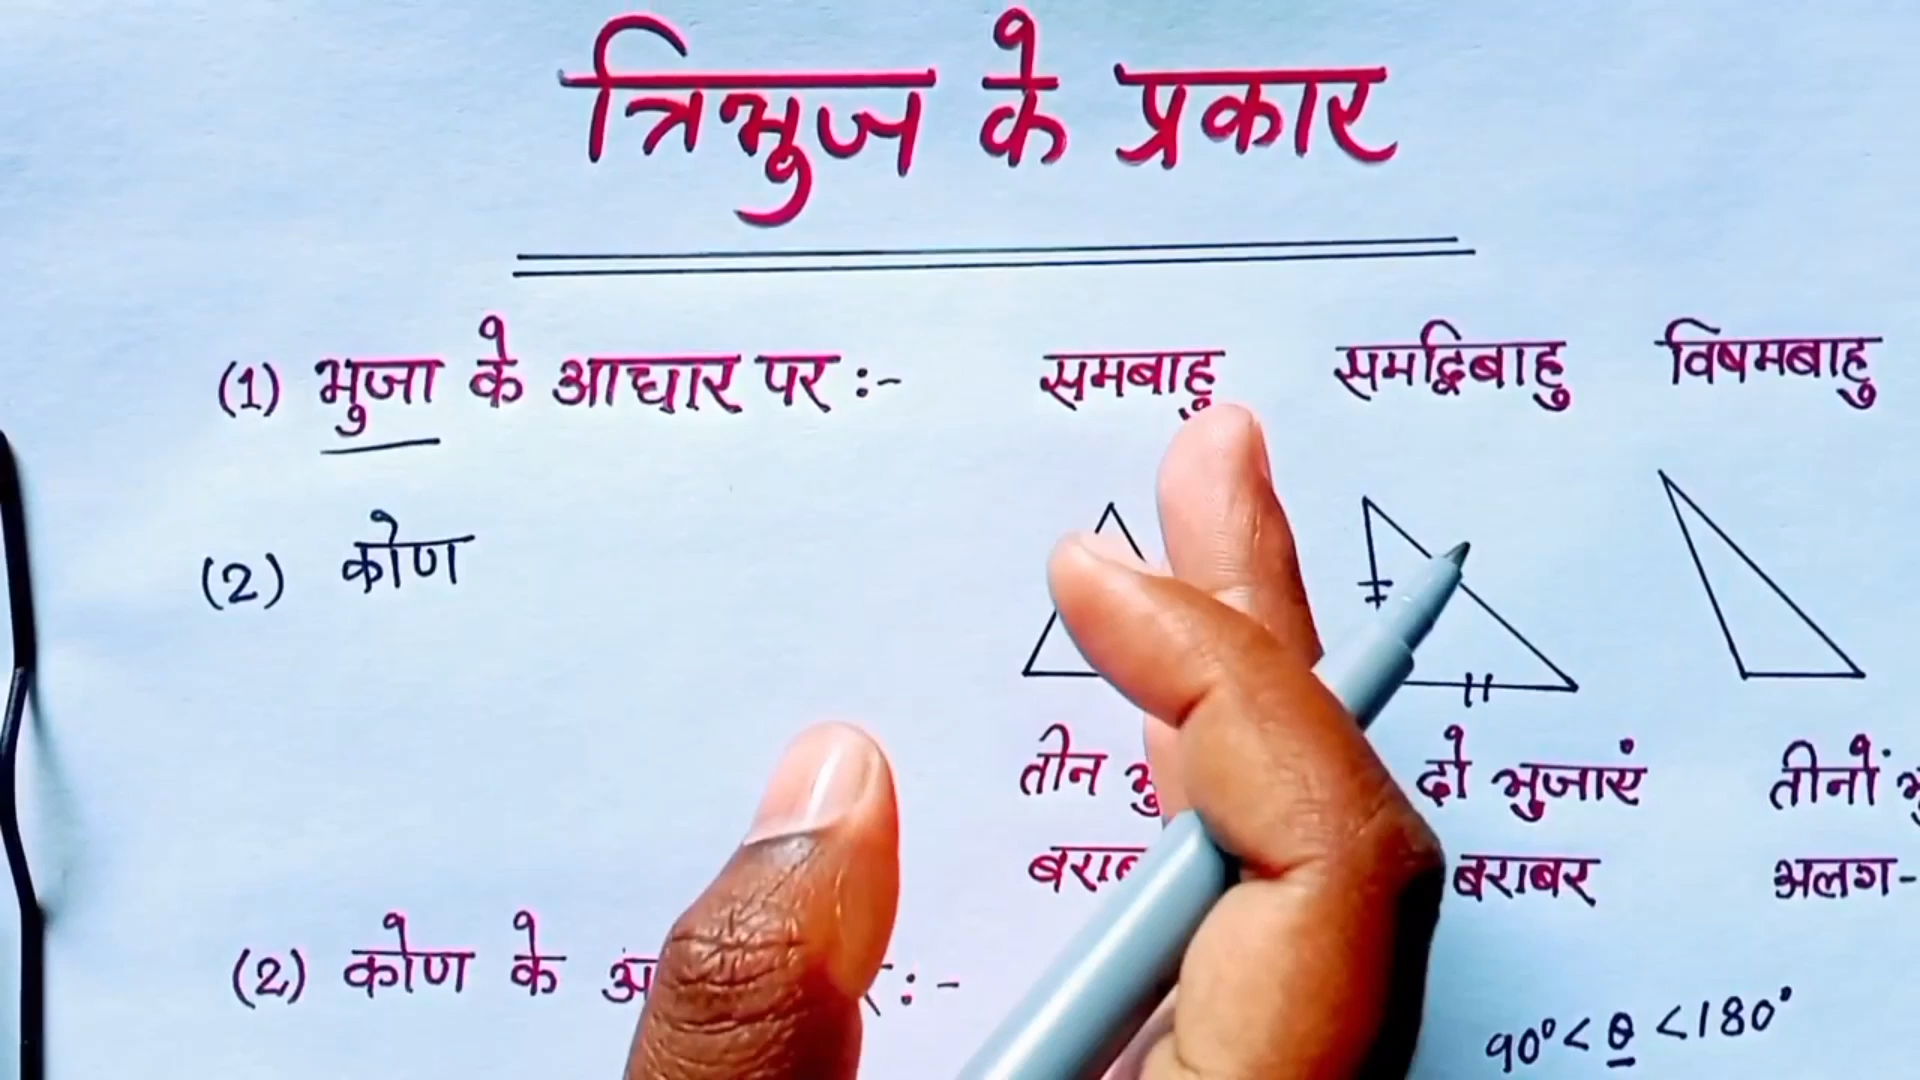 त्रिभुज के प्रकार
(1) भुजा के आधार पर :- समबाहु समद्विबाहु विषमबाहु
(2) कोण
तीन दो भुजाएं तीनों
बराबर अलग-
(2) कोण के :-
90° < θ < 180°